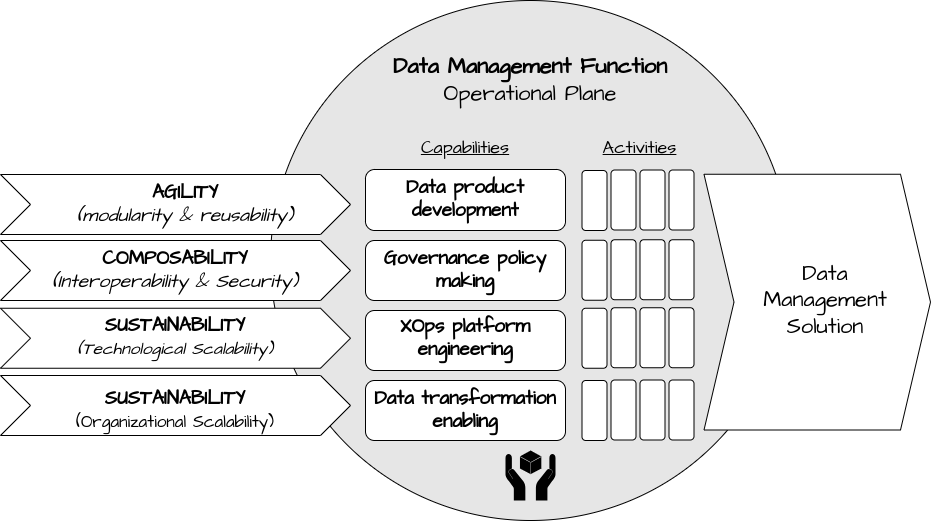 Data Management Function
Operational Plane
Capabilities
Activities
AGILITY
(modularity & reusability)
Data product
development
COMPOSABILITY
(Interoperability & Security)
Governance policy
making
SUSTAINABILITY
(Technological Scalability)
XOps platform
engineering
SUSTAINABILITY
(Organizational Scalability)
Data transformation
enabling
Data
Management
Solution